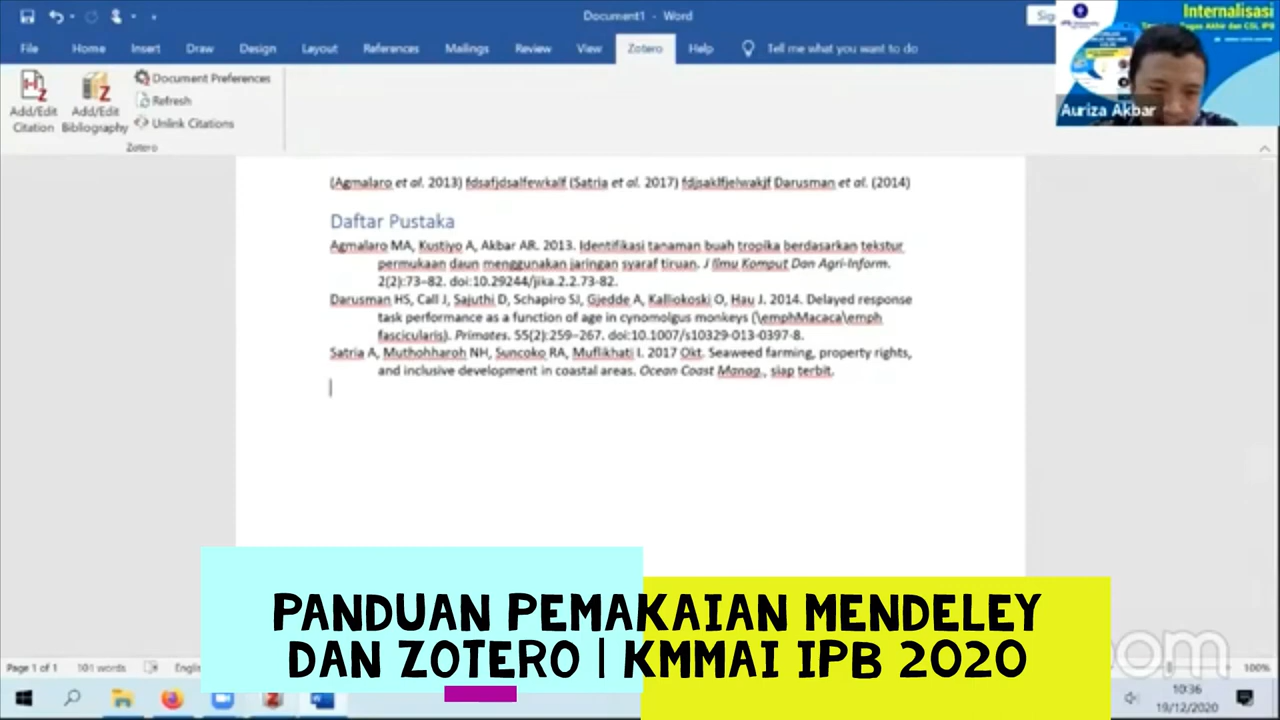 Document1 - Word
File Home Insert Draw Design Layout References Mailings Review View Zotero Help Tell me what you want to do
Internalisasi
Auriza Akbar
Add/Edit Citation
Add/Edit Bibliography
Document Preferences
Refresh
Unlink Citations
Zotero
(Agmalaro et al. 2013) fdsafjdsalfewkalf (Satria et al. 2017) fdjsaklfjelwakjf Darusman et al. (2014)
Daftar Pustaka
Agmalaro MA, Kustiyo A, Akbar AR. 2013. Identifikasi tanaman buah tropika berdasarkan tekstur
permukaan daun menggunakan jaringan syaraf tiruan. J Ilmu Komput Dan Agri-Inform.
2(2):73–82. doi:10.29244/jika.2.2.73-82.
Darusman HS, Call J, Sajuthi D, Schapiro SJ, Gjedde A, Kalliokoski O, Hau J. 2014. Delayed response
task performance as a function of age in cynomolgus monkeys (\emphMacaca\emph
fascicularis). Primates. 55(2):259–267. doi:10.1007/s10329-013-0397-8.
Satria A, Muthohharoh NH, Suncoko RA, Muflikhati I. 2017 Okt. Seaweed farming, property rights,
and inclusive development in coastal areas. Ocean Coast Manag., siap terbit.
PANDUAN PEMAKAIAN MENDELEY
DAN ZOTERO | KMMAI IPB 2020
Page 1 of 1 101 words
100%
10:36
19/12/2020